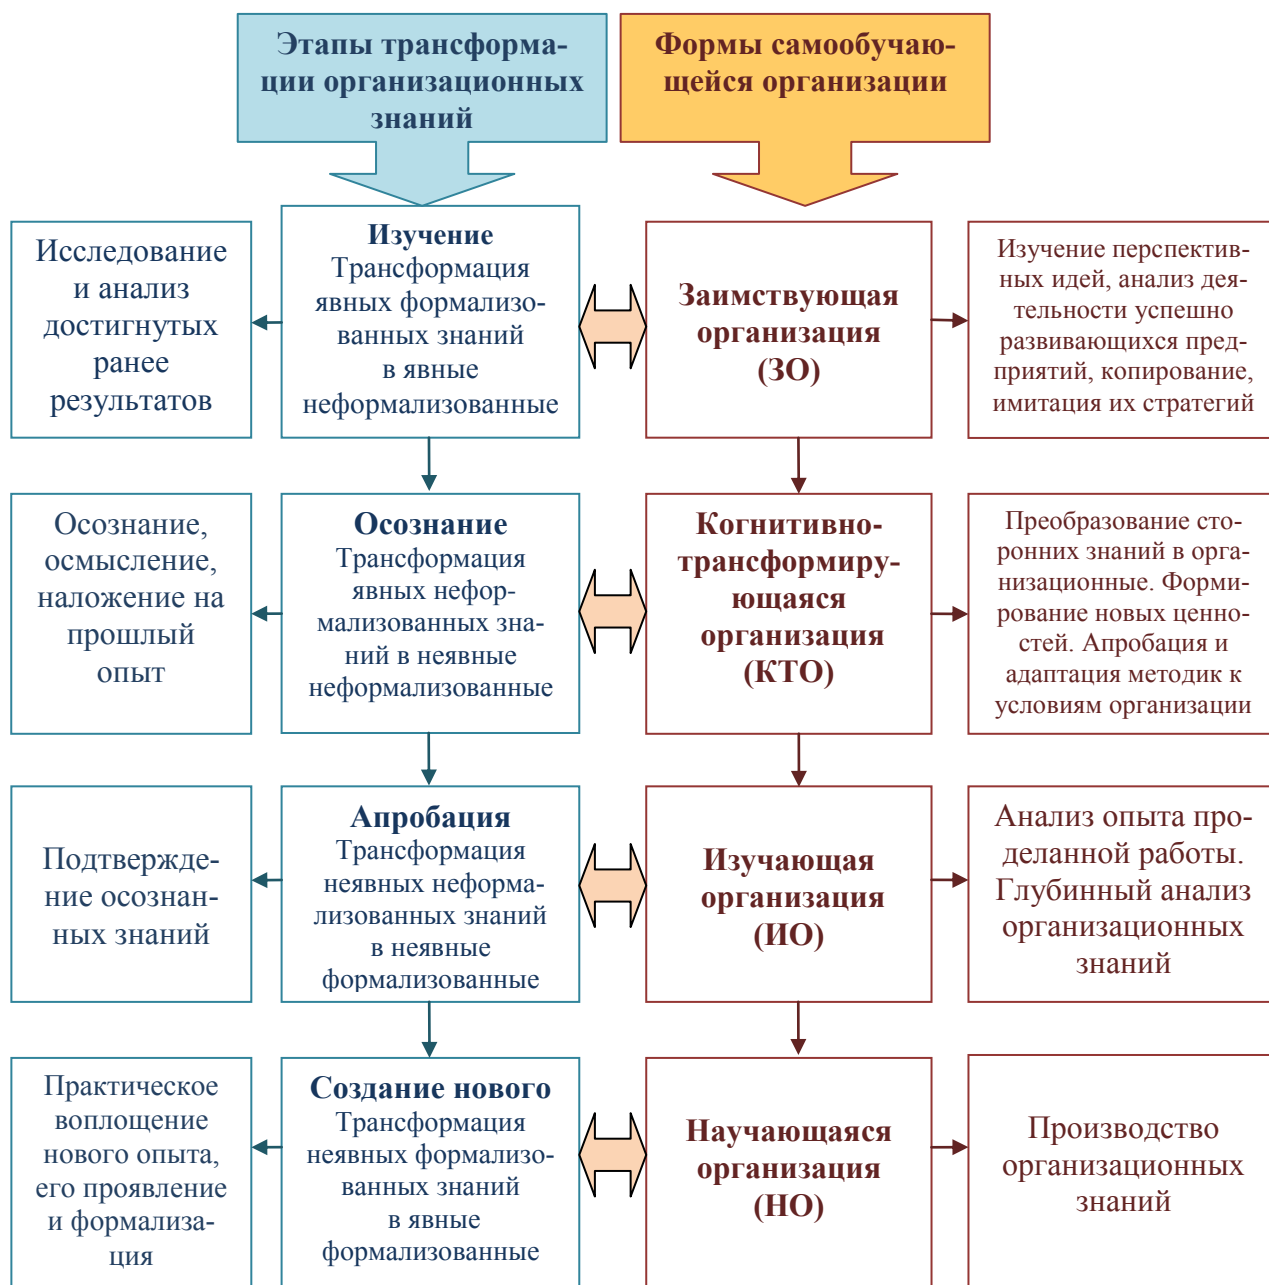 Этапы трансформа-
ции организационных
знаний
Формы самообучаю-
щейся организации
Исследование
и анализ
достигнутых
ранее
результатов
Изучение
Трансформация
явных формализо-
ванных знаний
в явные
неформализованные
Заимствующая
организация
(ЗО)
Изучение перспектив-
ных идей, анализ дея-
тельности успешно
развивающихся пред-
приятий, копирование,
имитация их стратегий
Осознание,
осмысление,
наложение на
прошлый
опыт
Осознание
Трансформация
явных нефор-
мализованных зна-
ний в неявные
неформализованные
Когнитивно-
трансформиру-
ющаяся
организация
(КТО)
Преобразование сто-
ронних знаний в орга-
низационные. Форми-
рование новых ценно-
стей. Апробация и
адаптация методик к
условиям организации
Подтвержде-
ние осознан-
ных знаний
Апробация
Трансформация
неявных неформа-
лизованных знаний
в неявные
формализованные
Изучающая
организация
(ИО)
Анализ опыта про-
деланной работы.
Глубинный анализ
организационных
знаний
Практическое
воплощение
нового опыта,
его проявление
и формализа-
ция
Создание нового
Трансформация
неявных формализо-
ванных знаний
в явные
формализованные
Научающаяся
организация
(НО)
Производство
организационных
знаний